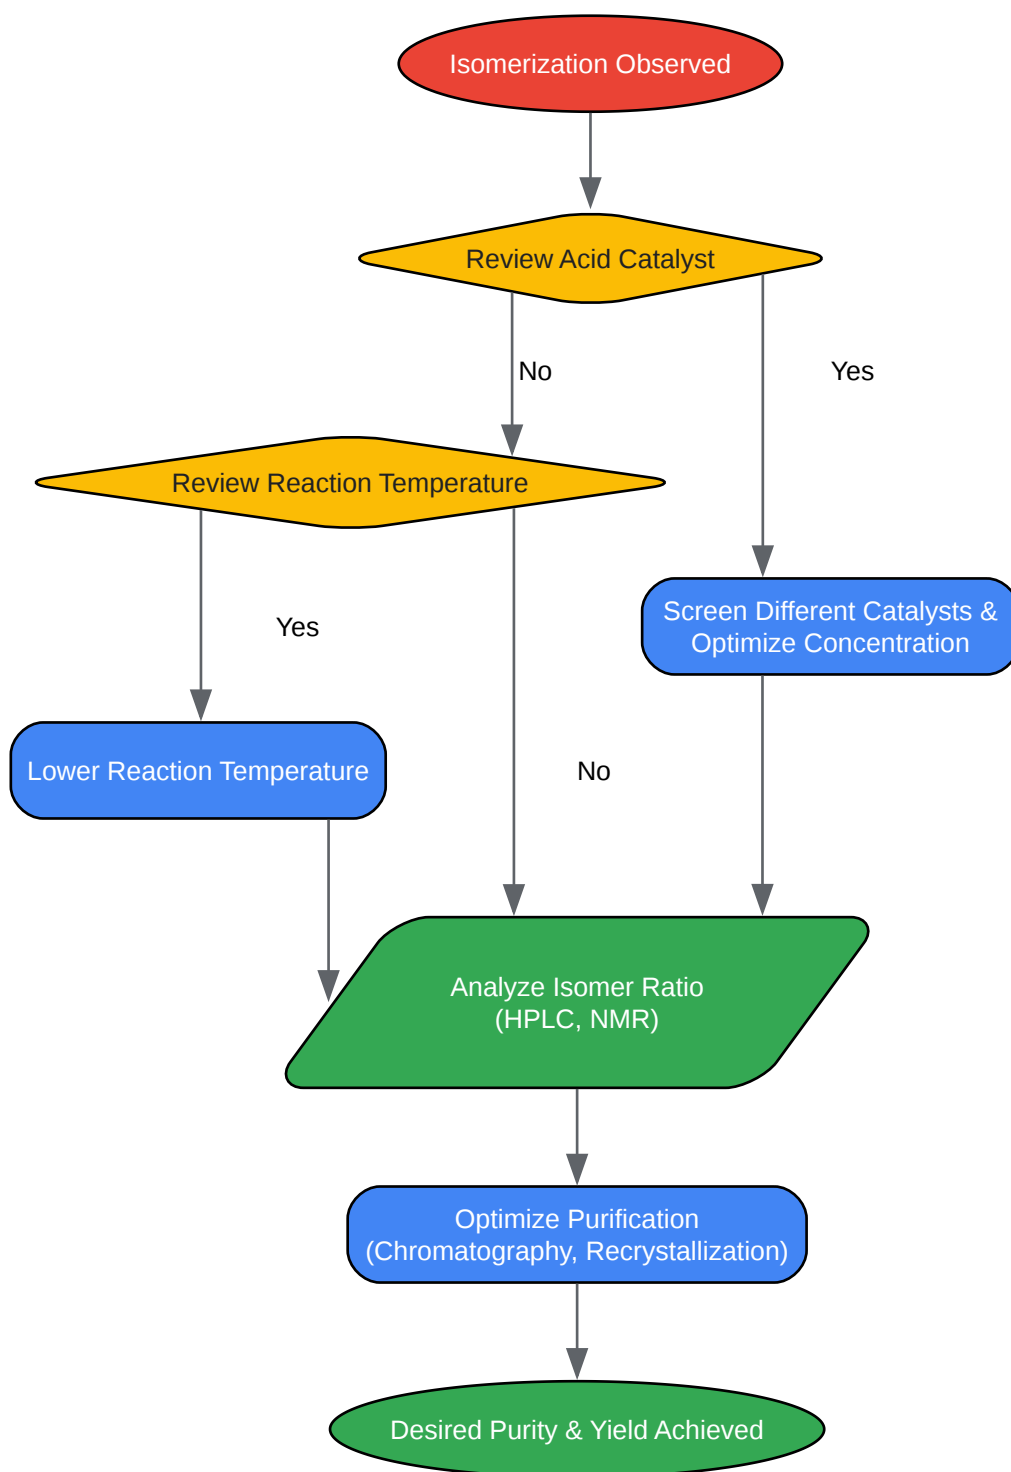 Isomerization Observed
Review Acid Catalyst
No
Yes
Review Reaction Temperature
Screen Different Catalysts &
Optimize Concentration
Yes
Lower Reaction Temperature
No
Analyze Isomer Ratio
(HPLC, NMR)
Optimize Purification
(Chromatography, Recrystallization)
Desired Purity & Yield Achieved